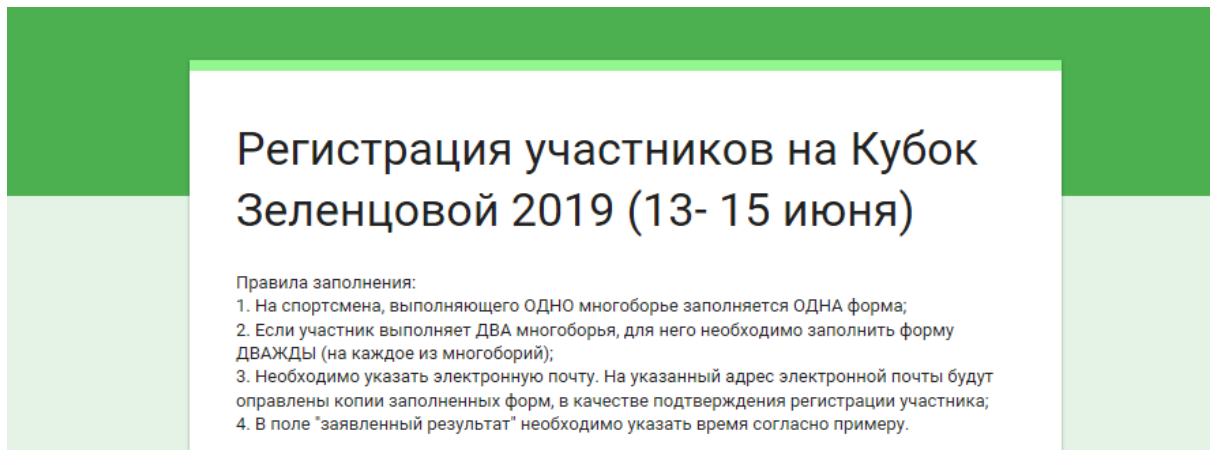 Регистрация участников на Кубок
Зеленцовой 2019 (13- 15 июня)
Правила заполнения:
1. На спортсмена, выполняющего ОДНО многоборье заполняется ОДНА форма;
2. Если участник выполняет ДВА многоборья, для него необходимо заполнить форму
ДВАЖДЫ (на каждое из многоборий);
3. Необходимо указать электронную почту. На указанный адрес электронной почты будут
оправлены копии заполненных форм, в качестве подтверждения регистрации участника;
4. В поле "заявленный результат" необходимо указать время согласно примеру.